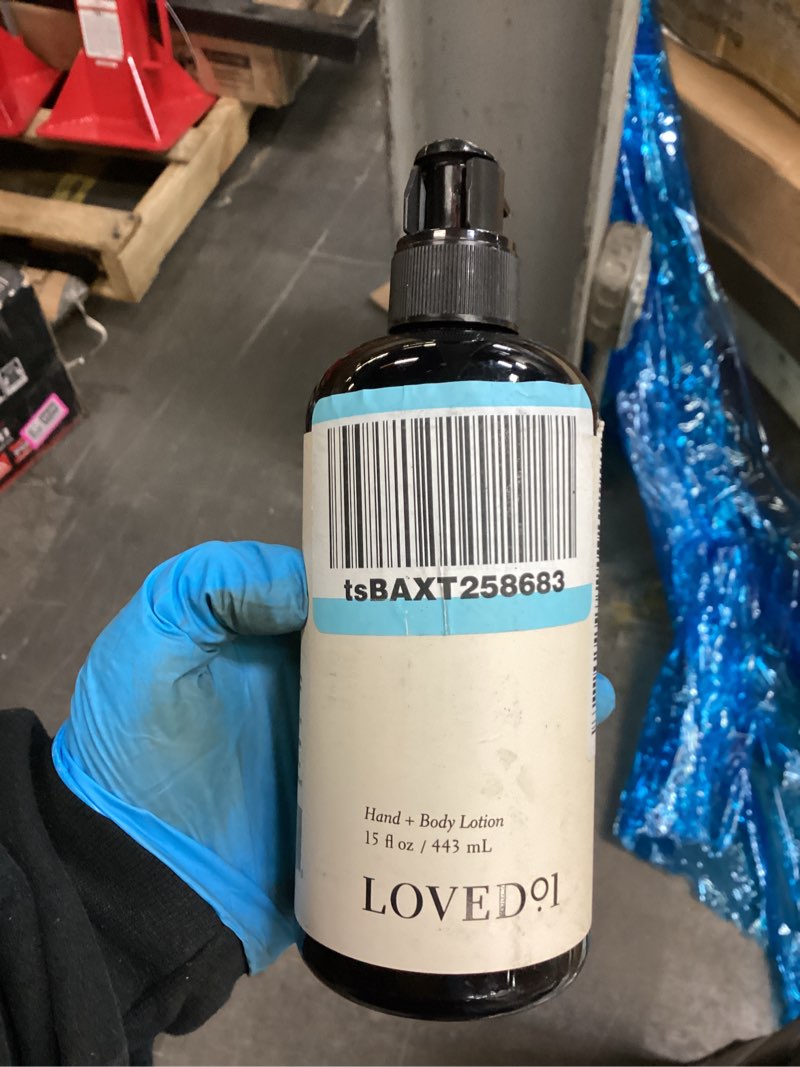 tsBAXT258683
Hand + Body Lotion
15 fl oz / 443 mL
LOVED01